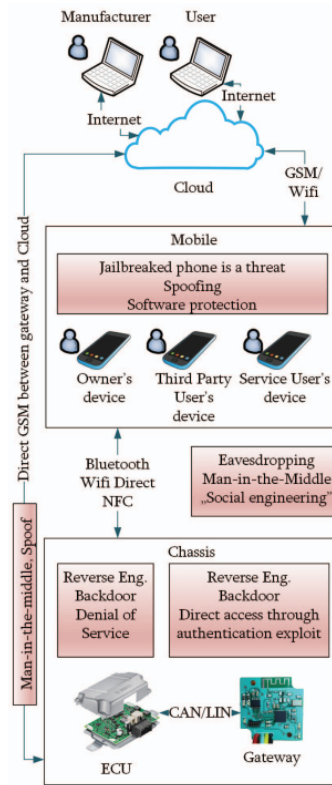 Manufacturer
User
Internet
Internet
Cloud
GSM/
Wifi
Direct GSM between gateway and Cloud
Mobile
Jailbreaked phone is a threat
Spoofing
Software protection
Owner's
device
Third Party
User's
device
Service User's
device
Bluetooth
Wifi Direct
NFC
Eavesdropping
Man-in-the-Middle
„Social engineering"
Man-in-the-middle, Spoof
Chassis
Reverse Eng.
Backdoor
Denial of
Service
Reverse Eng.
Backdoor
Direct access through
authentication exploit
CAN/LIN
ECU
Gateway